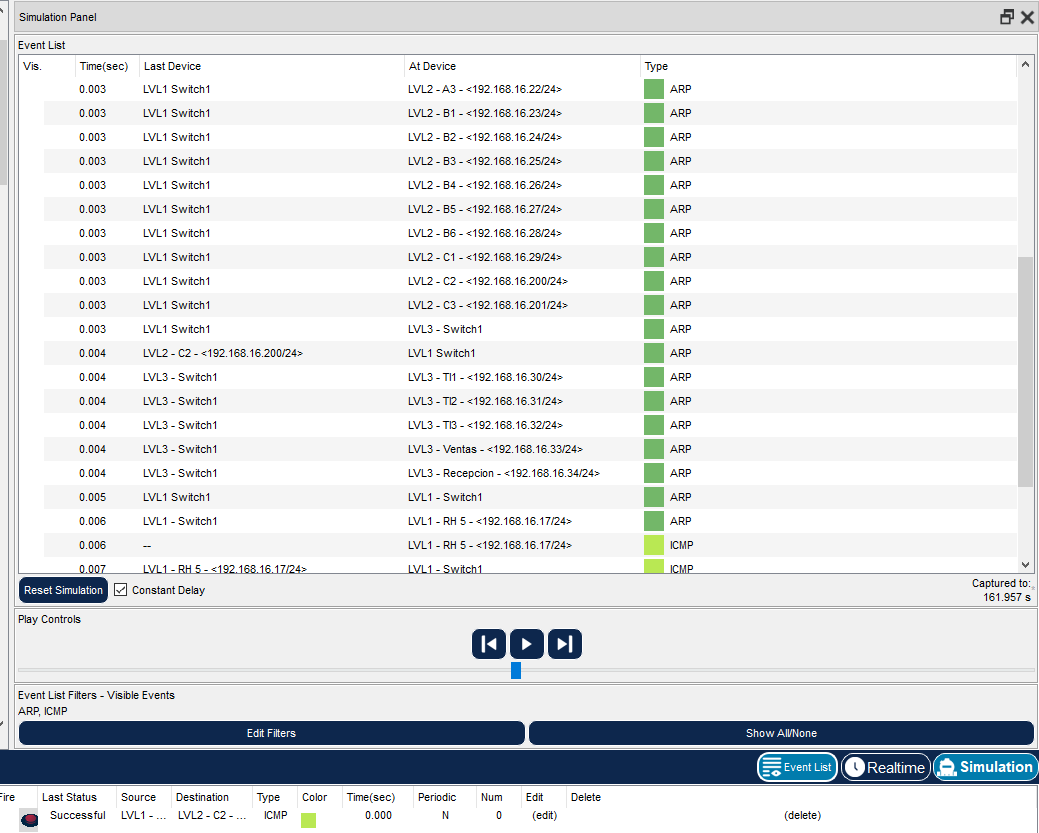 Simulation Panel
Event List
Vis. Time(sec) Last Device At Device Type
0.003 LVL1 Switch1 LVL2 - A3 - <192.168.16.22/24> ARP
0.003 LVL1 Switch1 LVL2 - B1 - <192.168.16.23/24> ARP
0.003 LVL1 Switch1 LVL2 - B2 - <192.168.16.24/24> ARP
0.003 LVL1 Switch1 LVL2 - B3 - <192.168.16.25/24> ARP
0.003 LVL1 Switch1 LVL2 - B4 - <192.168.16.26/24> ARP
0.003 LVL1 Switch1 LVL2 - B5 - <192.168.16.27/24> ARP
0.003 LVL1 Switch1 LVL2 - B6 - <192.168.16.28/24> ARP
0.003 LVL1 Switch1 LVL2 - C1 - <192.168.16.29/24> ARP
0.003 LVL1 Switch1 LVL2 - C2 - <192.168.16.200/24> ARP
0.003 LVL1 Switch1 LVL2 - C3 - <192.168.16.201/24> ARP
0.003 LVL1 Switch1 LVL3 - Switch1 ARP
0.004 LVL2 - C2 - <192.168.16.200/24> LVL1 Switch1 ARP
0.004 LVL3 - Switch1 LVL3 - TI1 - <192.168.16.30/24> ARP
0.004 LVL3 - Switch1 LVL3 - TI2 - <192.168.16.31/24> ARP
0.004 LVL3 - Switch1 LVL3 - TI3 - <192.168.16.32/24> ARP
0.004 LVL3 - Switch1 LVL3 - Ventas - <192.168.16.33/24> ARP
0.004 LVL3 - Switch1 LVL3 - Recepcion - <192.168.16.34/24> ARP
0.005 LVL1 Switch1 LVL1 - Switch1 ARP
0.006 LVL1 - Switch1 LVL1 - RH 5 - <192.168.16.17/24> ARP
0.006 -- LVL1 - RH 5 - <192.168.16.17/24> ICMP
0.007 LVL1 - RH 5 - <192.168.16.17/24> LVL1 - Switch1 ICMP
Reset Simulation Constant Delay Captured to:
161.957 s
Play Controls
Event List Filters - Visible Events
ARP, ICMP
Edit Filters Show All/None
Event List Realtime Simulation
Fire Last Status Source Destination Type Color Time(sec) Periodic Num Edit Delete
Successful LVL1 - ... LVL2 - C2 - ... ICMP 0.000 N 0 (edit) (delete)